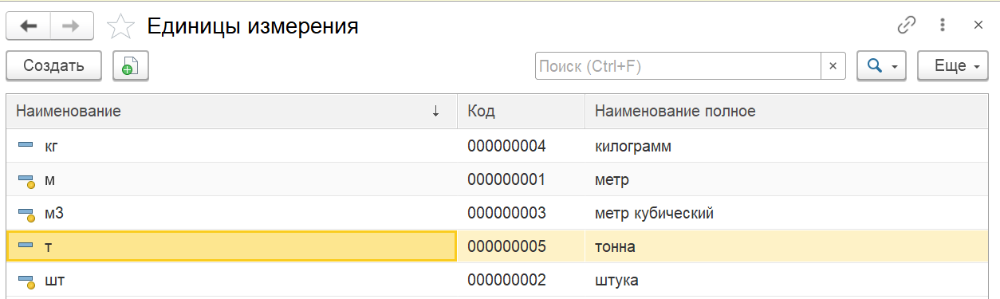 Единицы измерения
Создать Поиск (Ctrl+F) × Еще
Наименование ↓ Код Наименование полное
кг 000000004 килограмм
м 000000001 метр
м3 000000003 метр кубический
т 000000005 тонна
шт 000000002 штука